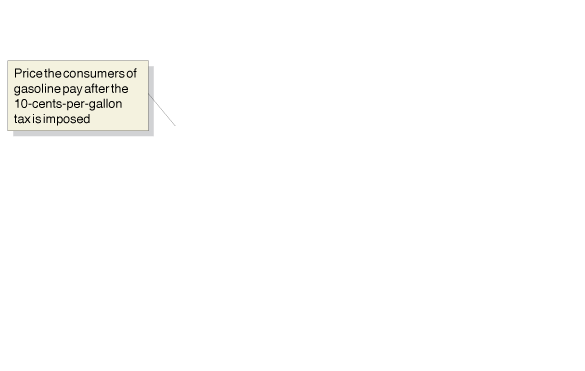 Price the consumers of
gasoline pay after the
10-cents-per-gallon
tax is imposed